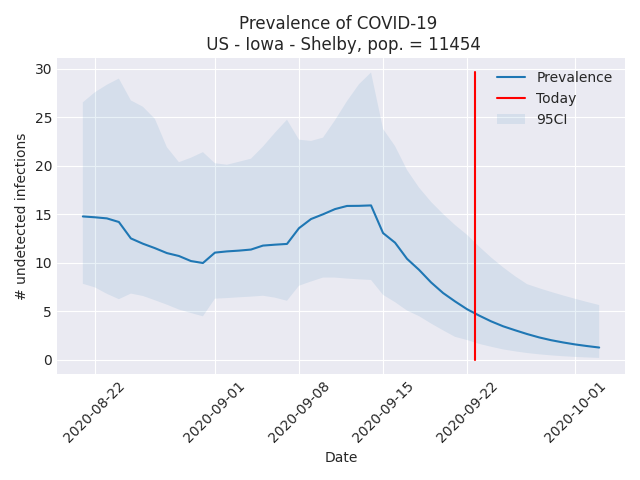 Prevalence of COVID-19
US - Iowa - Shelby, pop. = 11454
Prevalence
Today
95CI
# undetected infections
30
25
20
15
10
5
0
2020-08-22
2020-09-01
2020-09-08
2020-09-15
2020-09-22
2020-10-01
Date